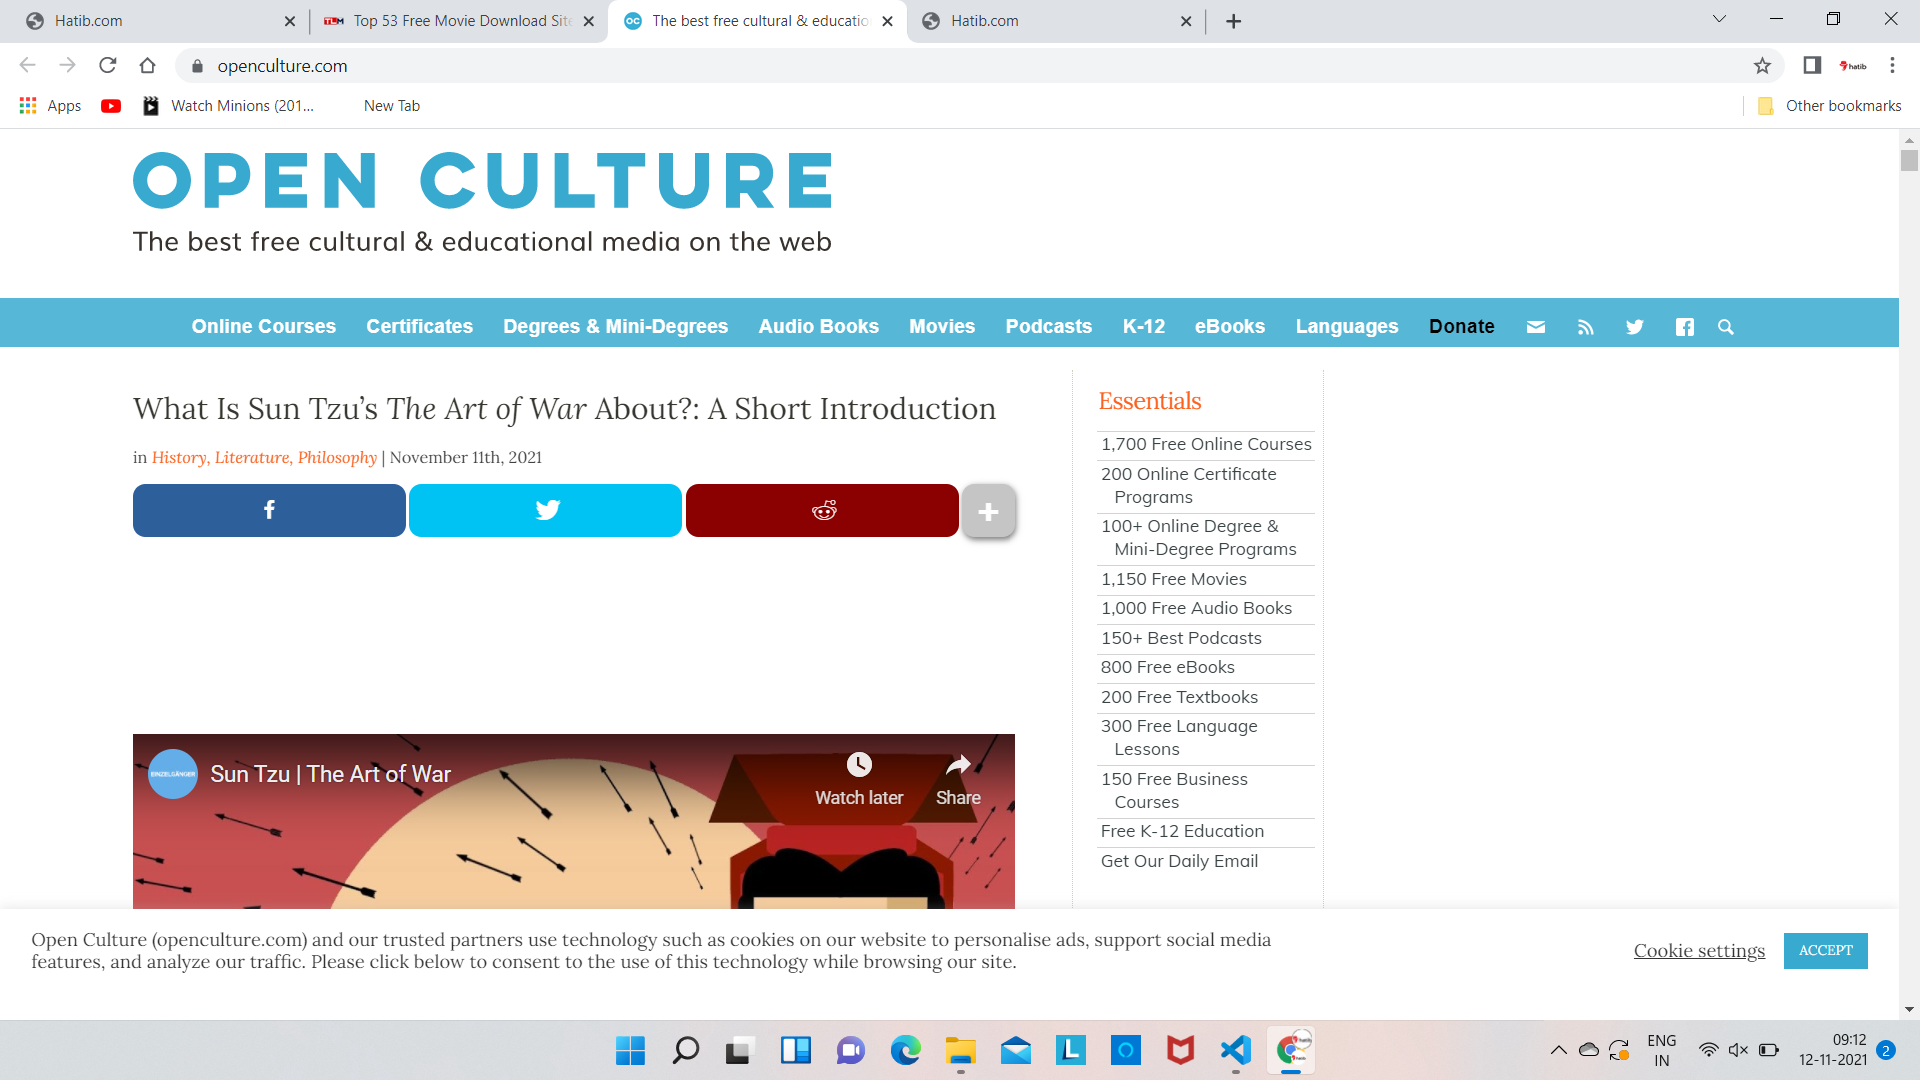 Hatib.com
Top 53 Free Movie Download Site
The best free cultural & educatio
Hatib.com
openculture.com
hatib
Apps
Watch Minions (201...
New Tab
Other bookmarks
OPEN CULTURE
The best free cultural & educational media on the web
Online Courses Certificates Degrees & Mini-Degrees Audio Books Movies Podcasts K-12 eBooks Languages Donate
What Is Sun Tzu’s The Art of War About?: A Short Introduction
in History, Literature, Philosophy | November 11th, 2021
EINZELGÄNGER
Sun Tzu | The Art of War
Watch later
Share
Essentials
1,700 Free Online Courses
200 Online Certificate
Programs
100+ Online Degree &
Mini-Degree Programs
1,150 Free Movies
1,000 Free Audio Books
150+ Best Podcasts
800 Free eBooks
200 Free Textbooks
300 Free Language
Lessons
150 Free Business
Courses
Free K-12 Education
Get Our Daily Email
Open Culture (openculture.com) and our trusted partners use technology such as cookies on our website to personalise ads, support social media
features, and analyze our traffic. Please click below to consent to the use of this technology while browsing our site.
Cookie settings
ACCEPT
ENG
IN
09:12
12-11-2021
2